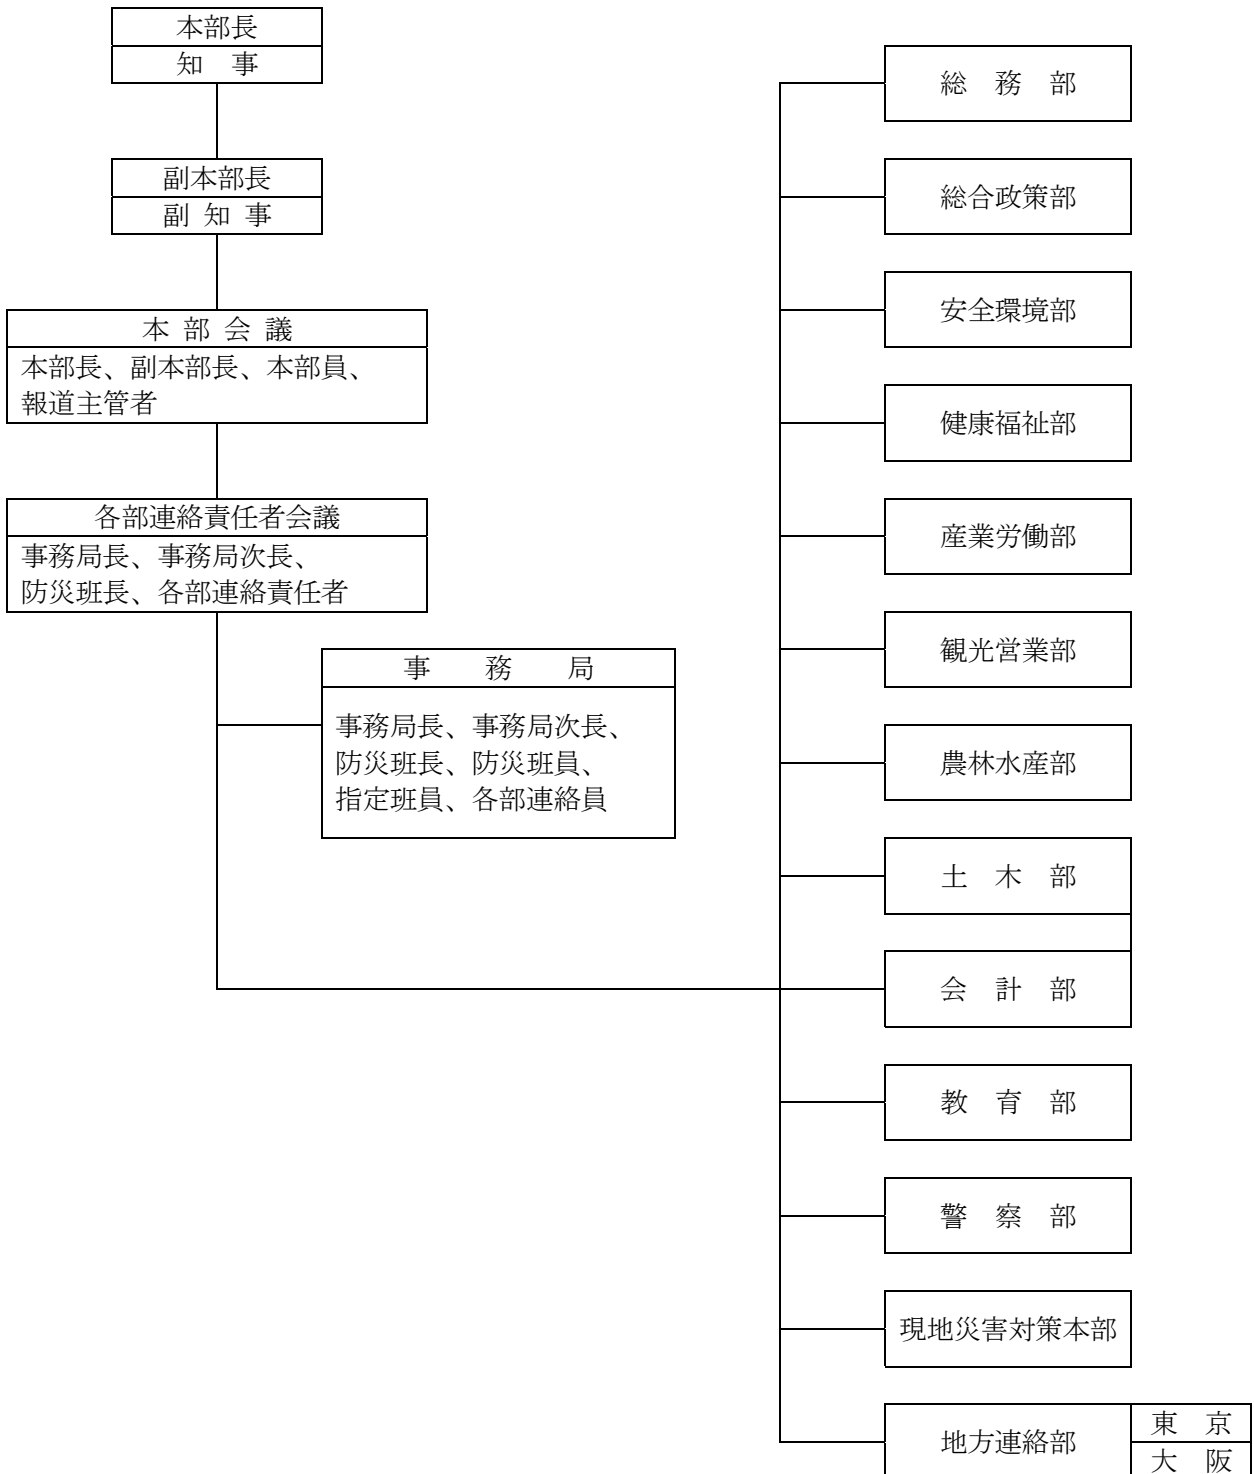 本部長
知 事
副本部長
副 知 事
本 部 会 議
本部長、副本部長、本部員、
報道主管者
各部連絡責任者会議
事務局長、事務局次長、
防災班長、各部連絡責任者
事 務 局
事務局長、事務局次長、
防災班長、防災班員、
指定班員、各部連絡員
総 務 部
総合政策部
安全環境部
健康福祉部
産業労働部
観光営業部
農林水産部
土 木 部
会 計 部
教 育 部
警 察 部
現地災害対策本部
地方連絡部
東 京
大 阪